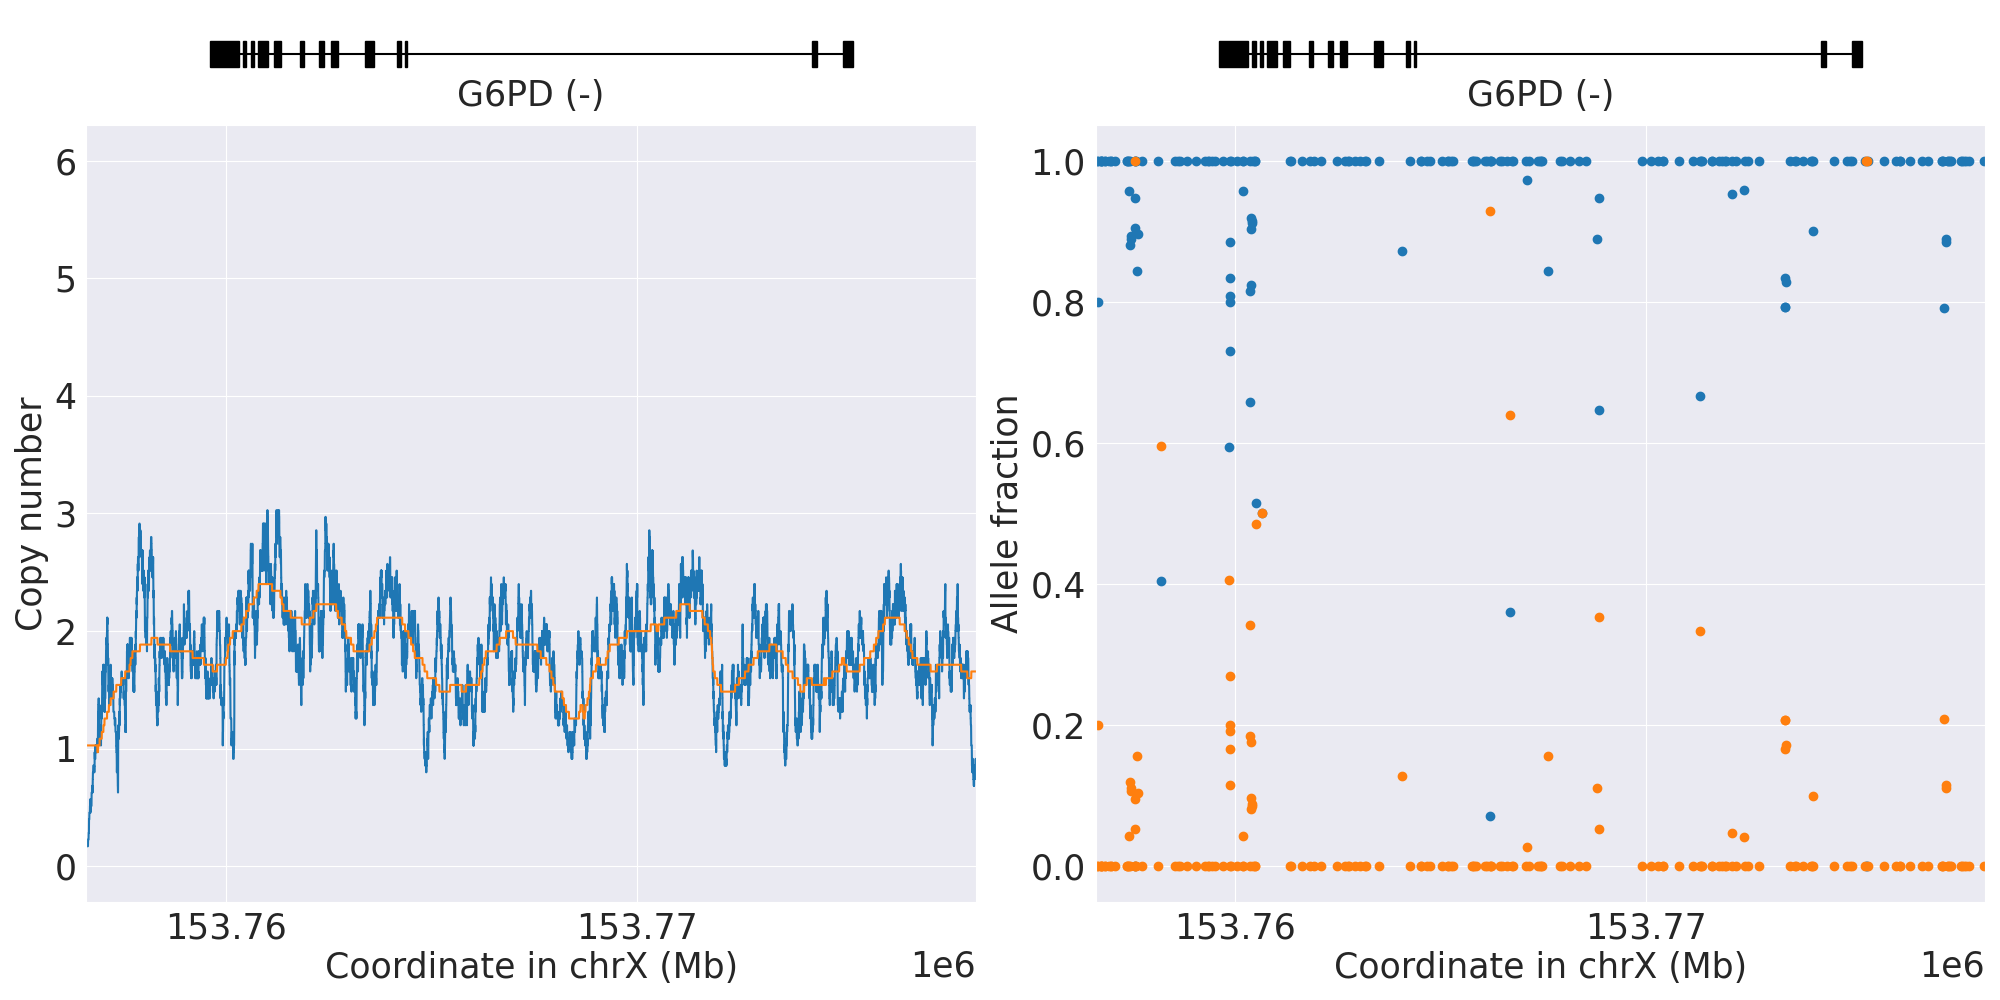 G6PD (-)
6
5
4
3
2
1
0
Copy number
153.76
153.77
Coordinate in chrX (Mb)
1e6
G6PD (-)
1.0
0.8
0.6
0.4
0.2
0.0
Allele fraction
153.76
153.77
Coordinate in chrX (Mb)
1e6